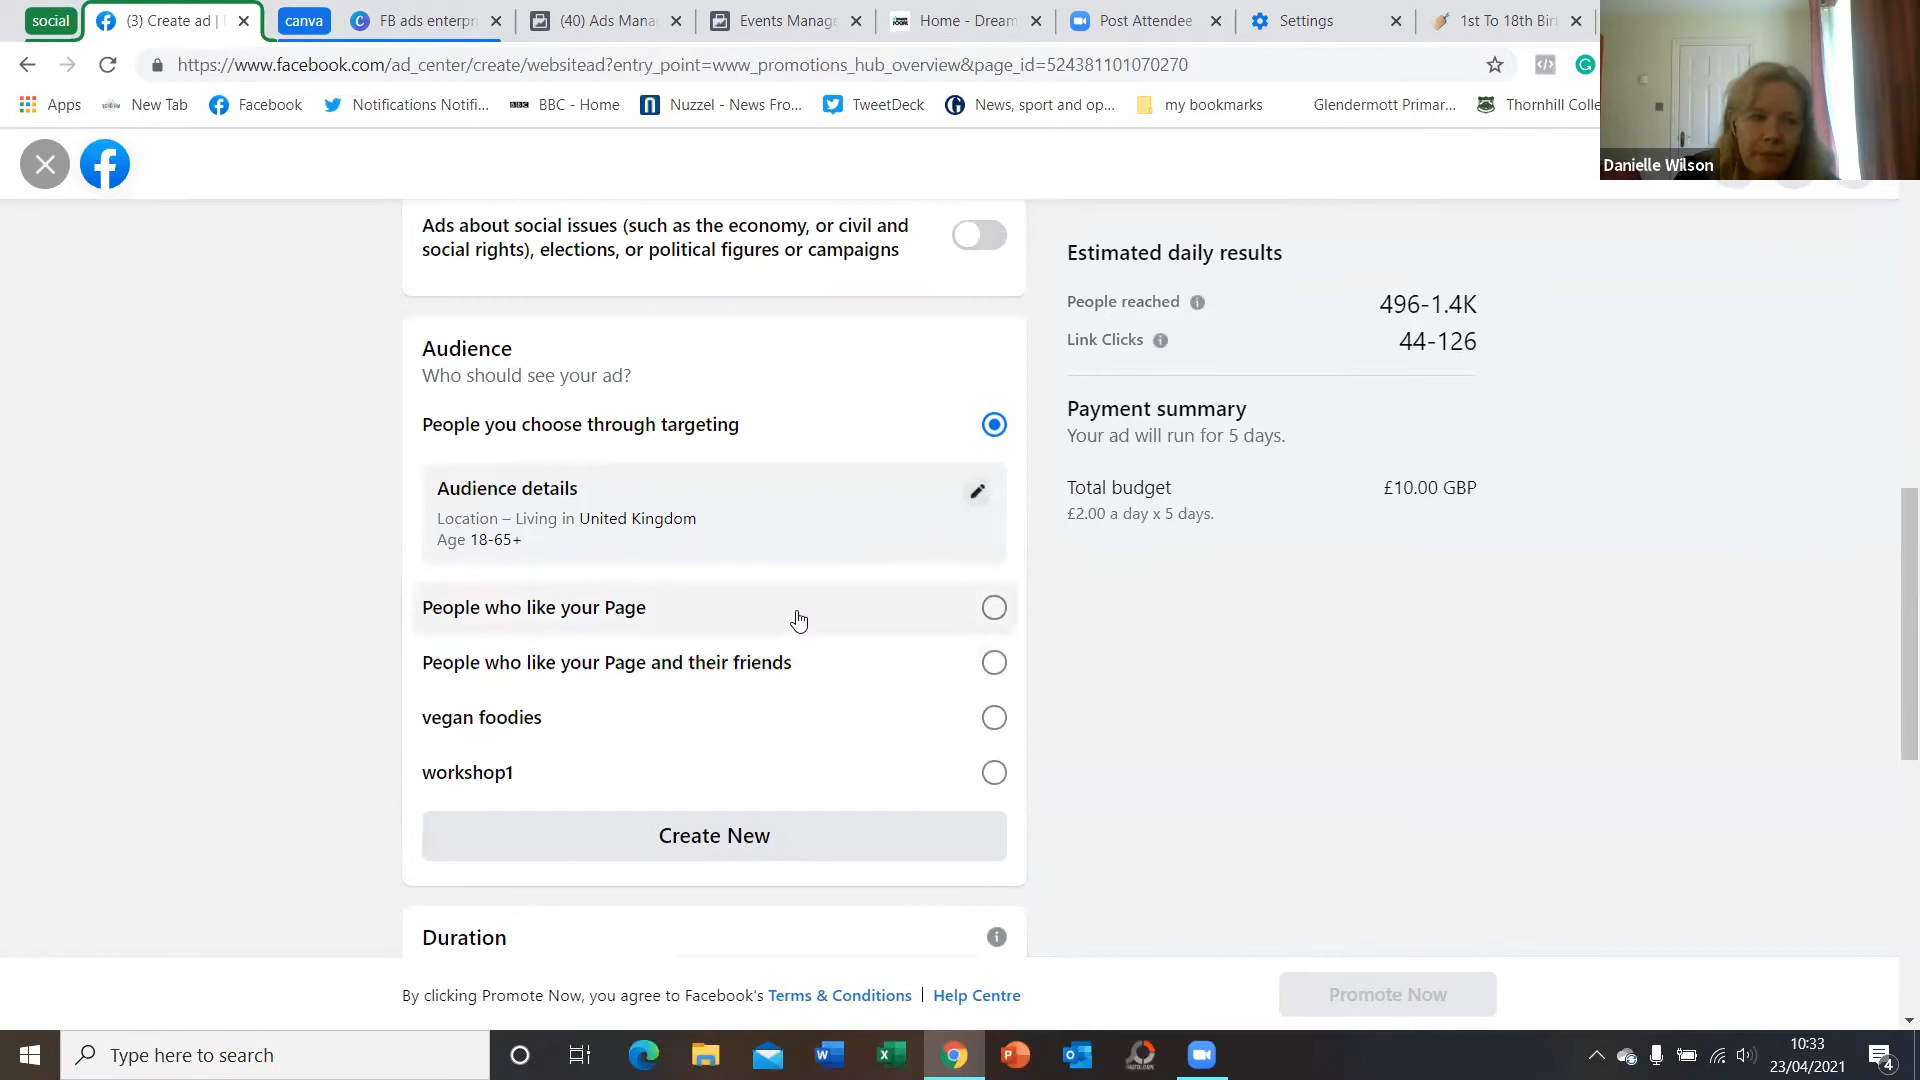 social
(3) Create ad |
canva
FB ads enterpri
(40) Ads Mana
Events Manage
Home - Dream
Post Attendee
Settings
1st To 18th Birt
https://www.facebook.com/ad_center/create/websitead?entry_point=www_promotions_hub_overview&page_id=524381101070270
Apps
New Tab
Facebook
Notifications Notifi...
BBC - Home
Nuzzel - News Fro...
TweetDeck
News, sport and op...
my bookmarks
Glendermott Primar...
Thornhill Colle
Danielle Wilson
Ads about social issues (such as the economy, or civil and
social rights), elections, or political figures or campaigns
Audience
Who should see your ad?
People you choose through targeting
Audience details
Location – Living in United Kingdom
Age 18-65+
People who like your Page
People who like your Page and their friends
vegan foodies
workshop1
Create New
Duration
Estimated daily results
People reached
496-1.4K
Link Clicks
44-126
Payment summary
Your ad will run for 5 days.
Total budget
£10.00 GBP
£2.00 a day x 5 days.
By clicking Promote Now, you agree to Facebook's Terms & Conditions | Help Centre
Promote Now
Type here to search
10:33
23/04/2021
4